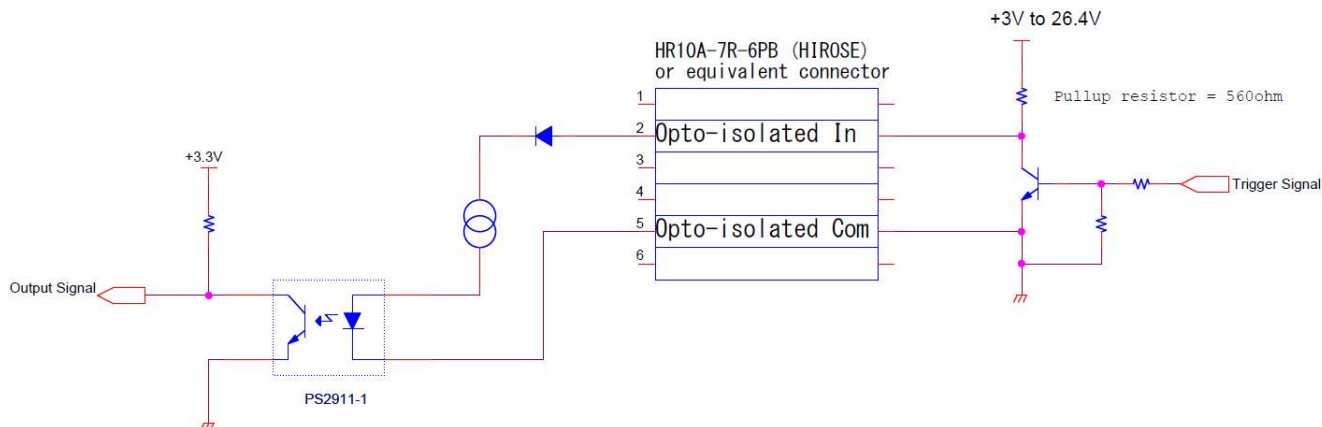 +3V to 26.4V
HR10A-7R-6PB (HIROSE)
or equivalent connector
Pullup resistor = 560ohm
1
2
Opto-isolated In
+3.3V
3
4
Trigger Signal
5
Opto-isolated Com
6
Output Signal
PS2911-1